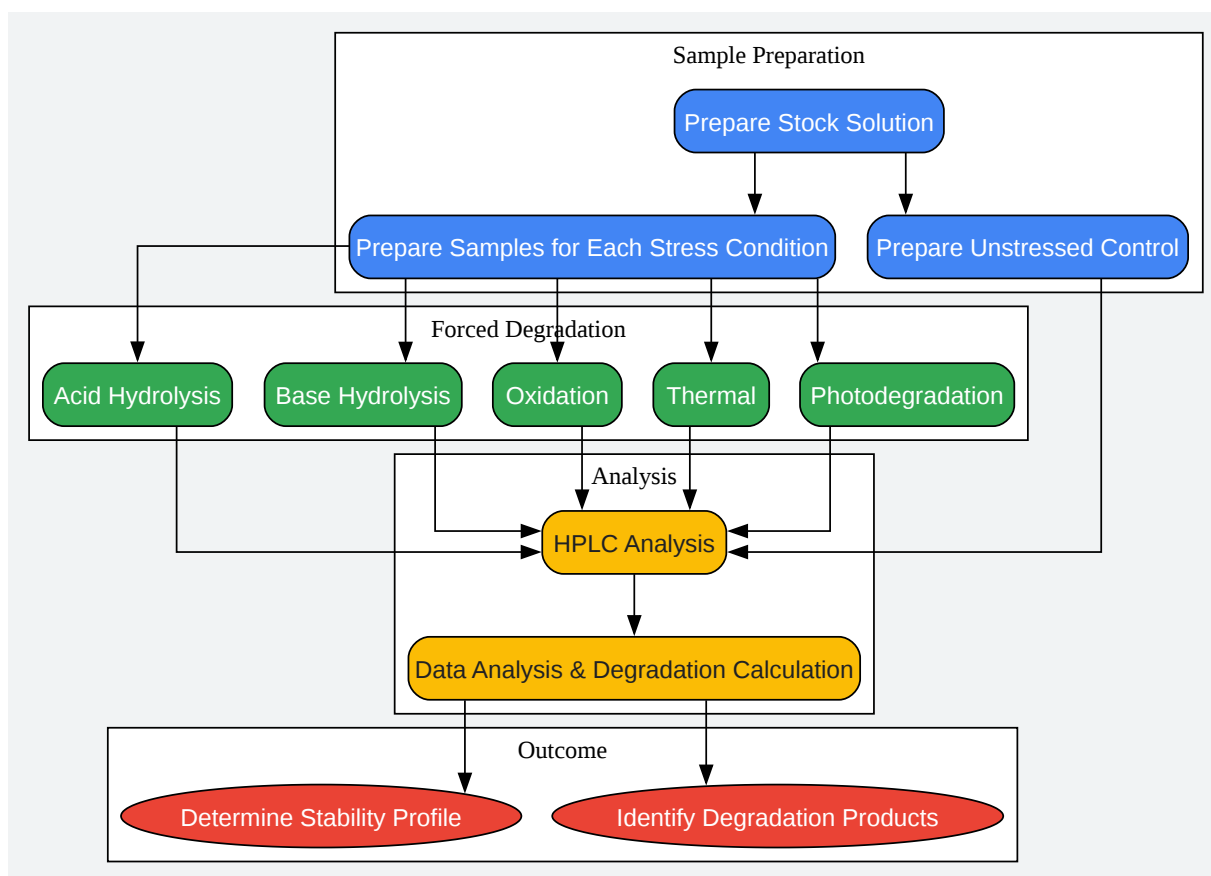 Sample Preparation
Prepare Stock Solution
Prepare Samples for Each Stress Condition
Prepare Unstressed Control
Forced Degradation
Acid Hydrolysis
Base Hydrolysis
Oxidation
Thermal
Photodegradation
Analysis
HPLC Analysis
Data Analysis & Degradation Calculation
Outcome
Determine Stability Profile
Identify Degradation Products